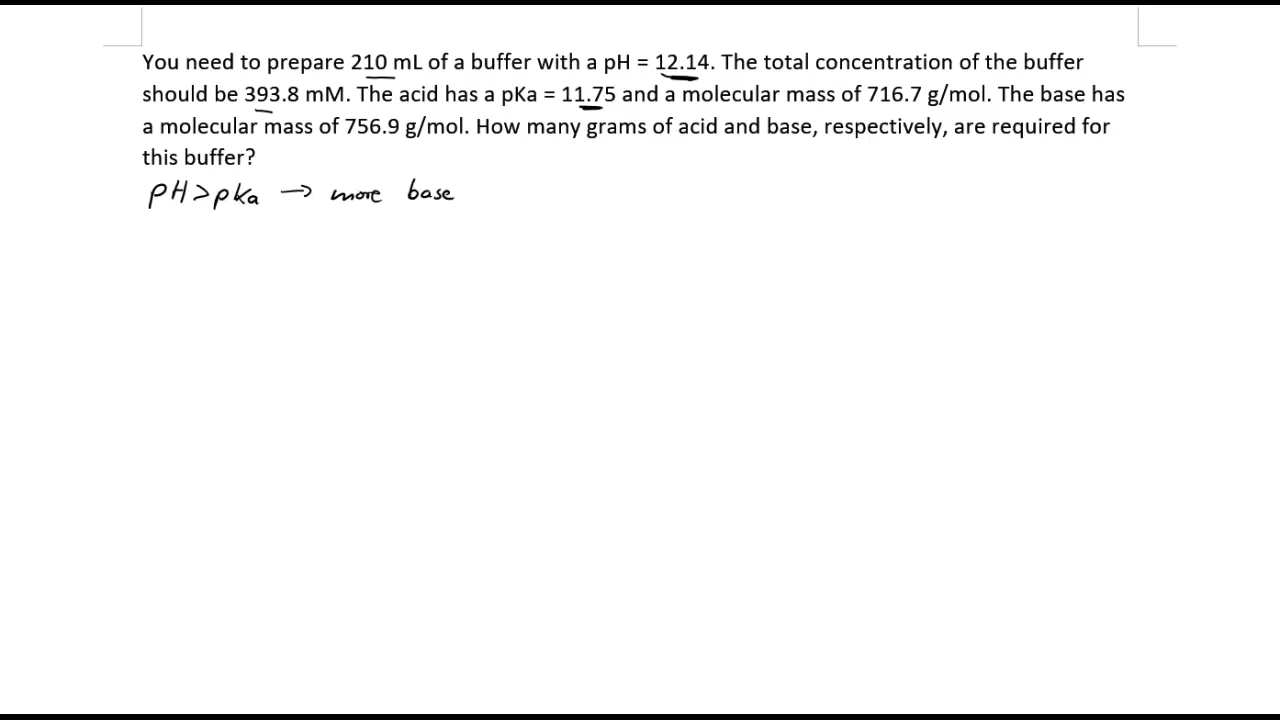 You need to prepare 210 mL of a buffer with a pH = 12.14. The total concentration of the buffer
should be 393.8 mM. The acid has a pKa = 11.75 and a molecular mass of 716.7 g/mol. The base has
a molecular mass of 756.9 g/mol. How many grams of acid and base, respectively, are required for
this buffer?
pH>pKa → more base